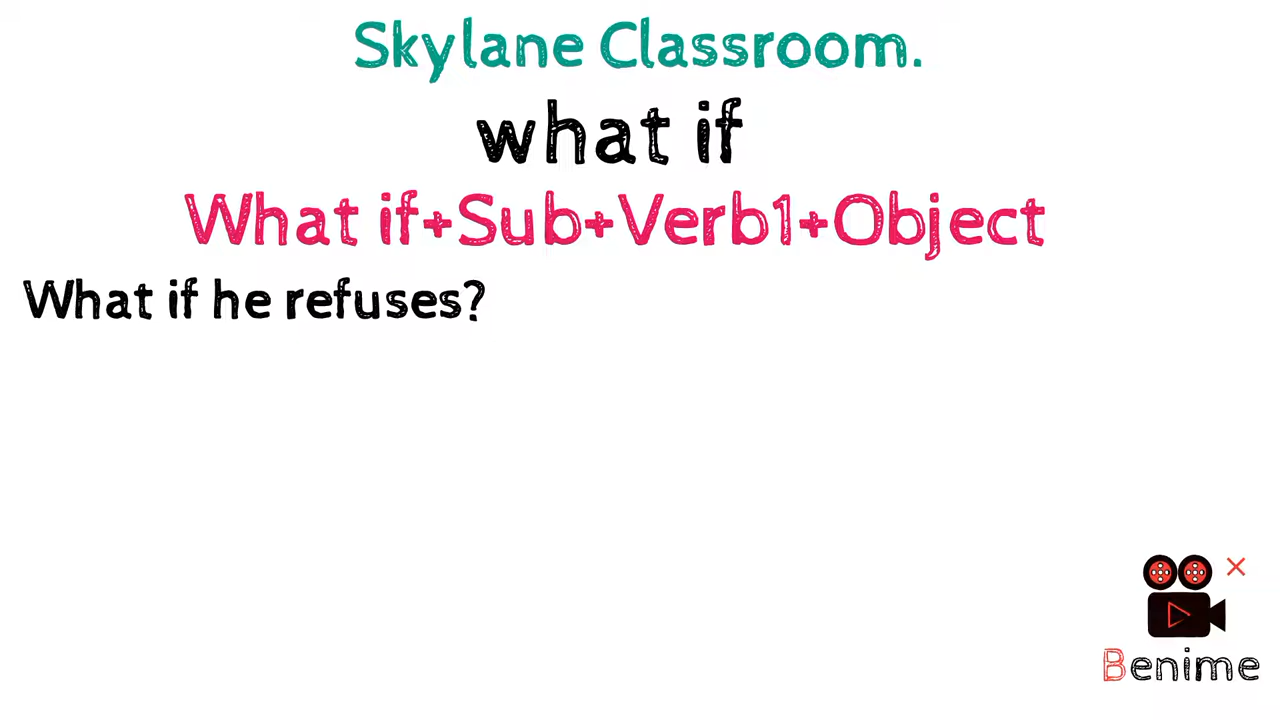 Skylane Classroom.
what if
What if+Sub+Verb1+Object
What if he refuses?
Benime